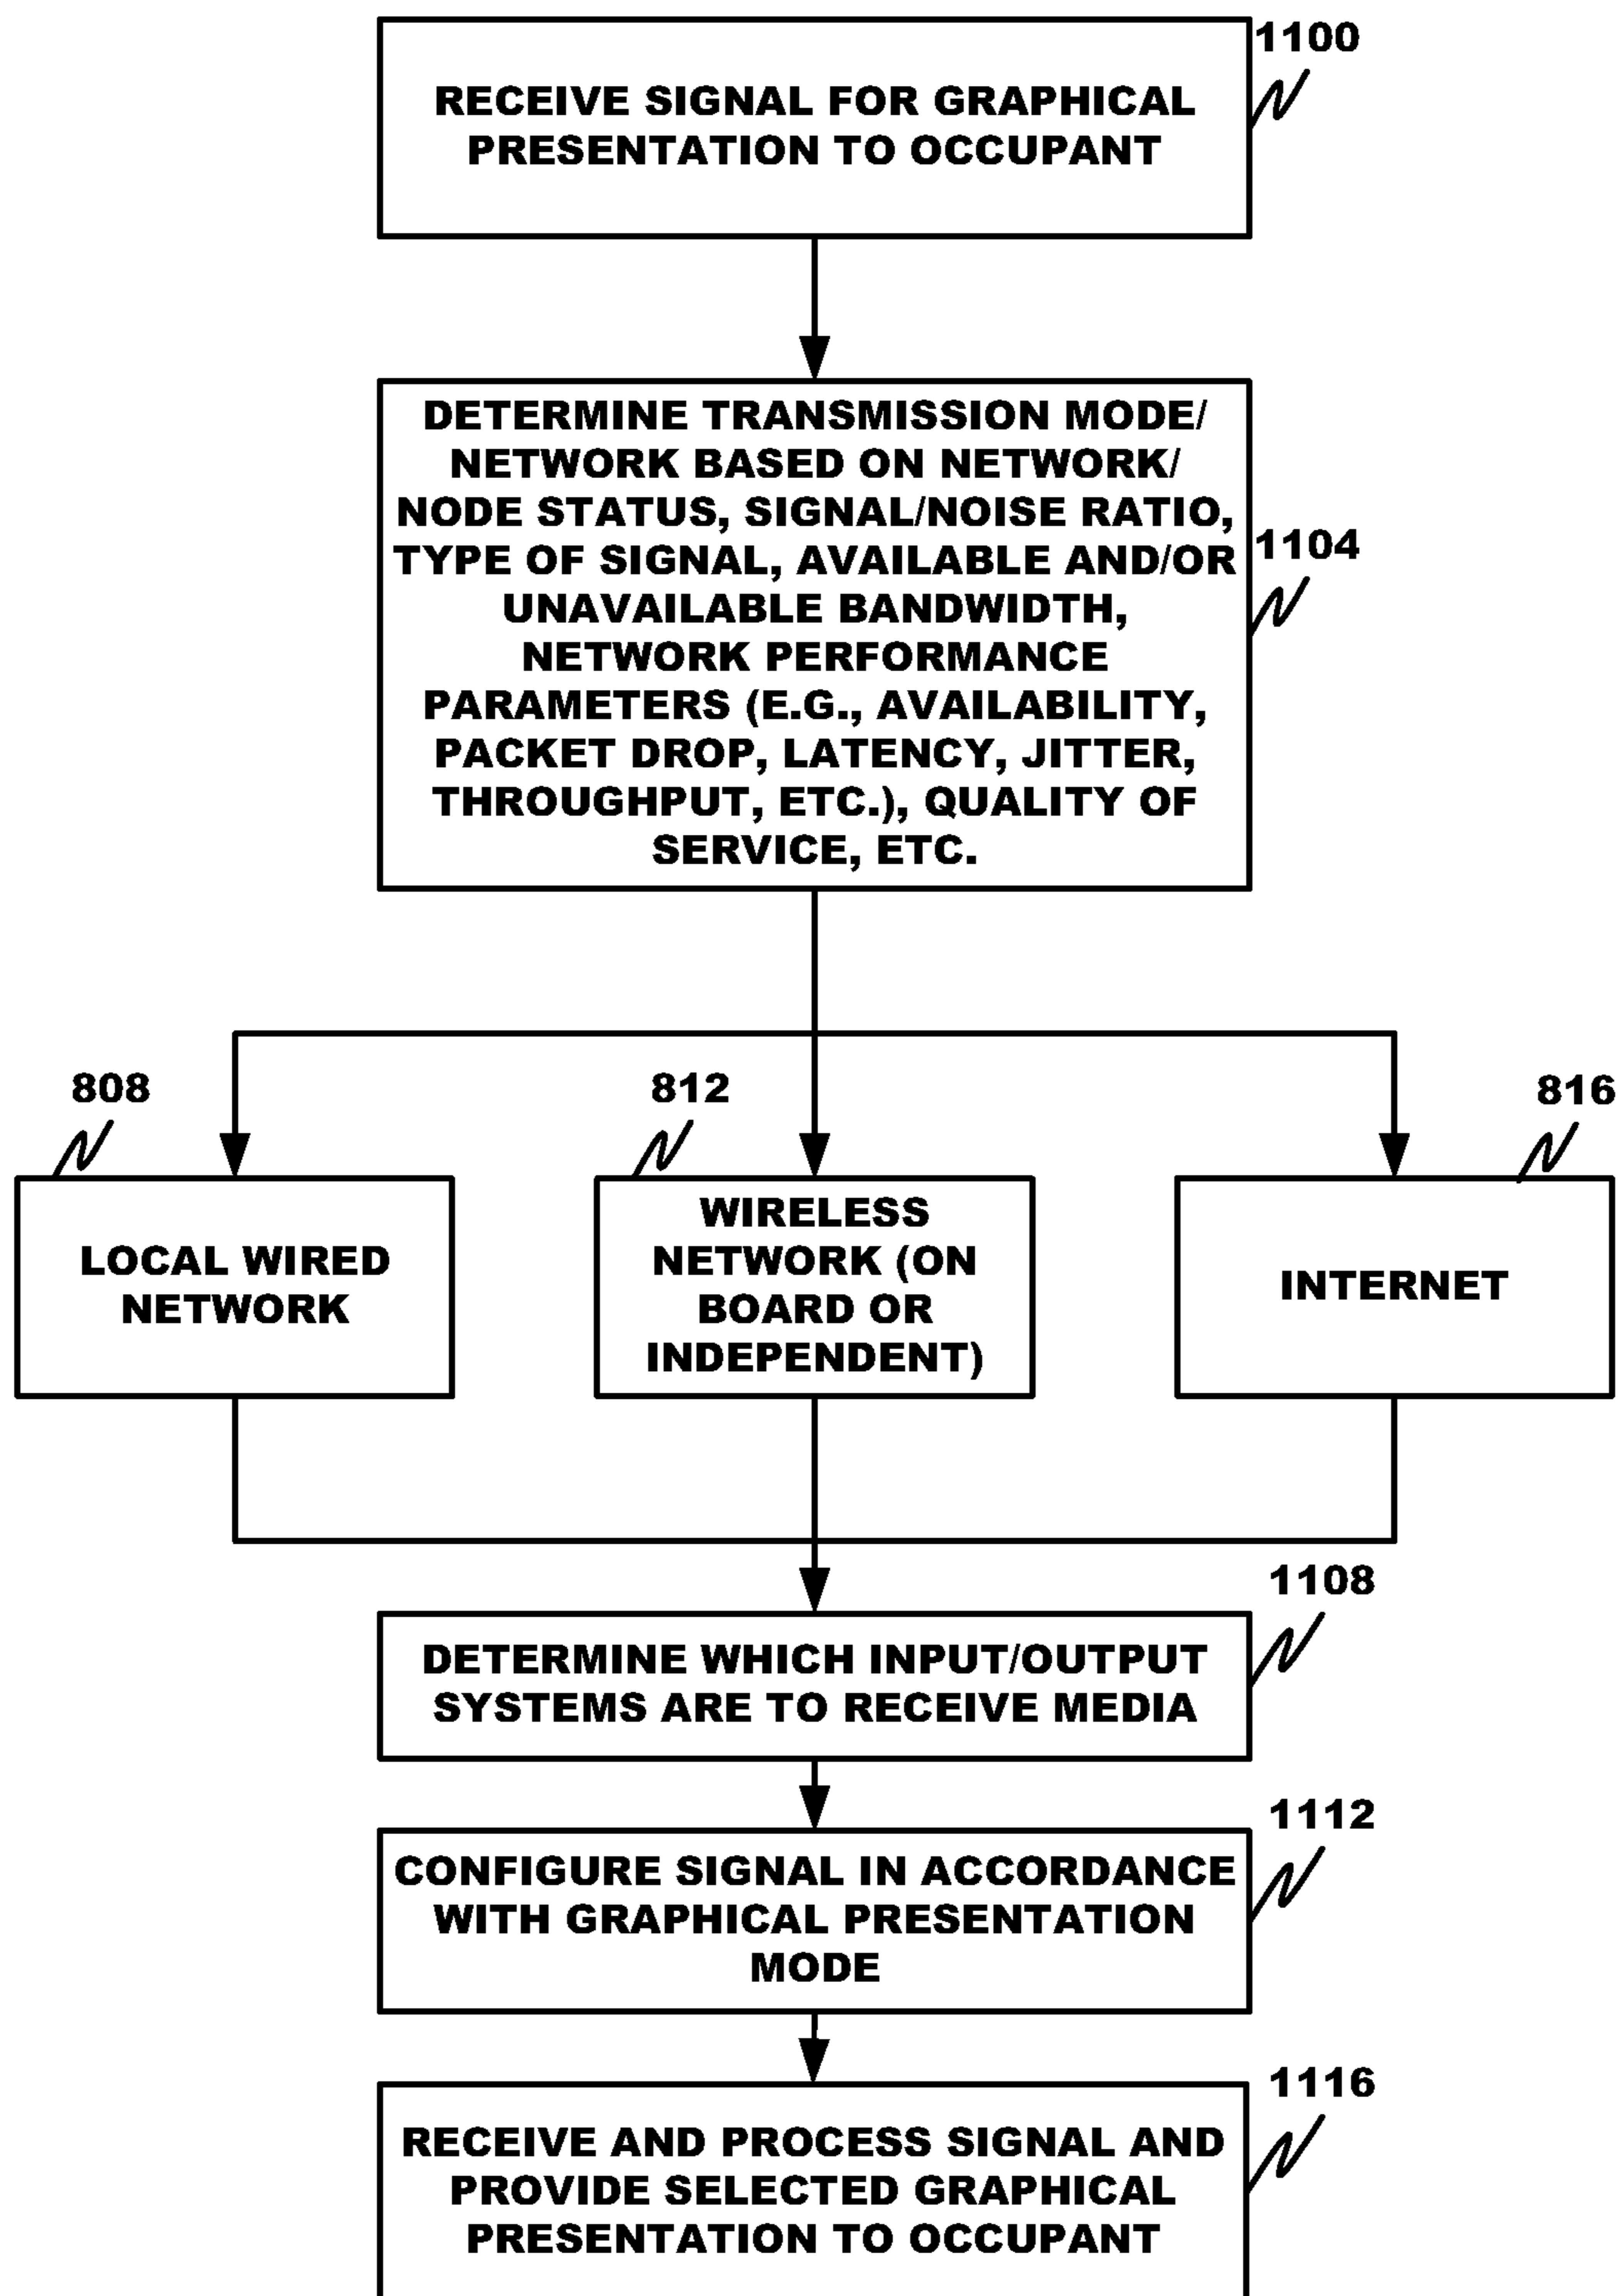 1100
RECEIVE SIGNAL FOR GRAPHICAL
PRESENTATION TO OCCUPANT
DETERMINE TRANSMISSION MODE/
NETWORK BASED ON NETWORK/
NODE STATUS, SIGNAL/NOISE RATIO,
TYPE OF SIGNAL, AVAILABLE AND/OR
UNAVAILABLE BANDWIDTH,
NETWORK PERFORMANCE
PARAMETERS (E.G., AVAILABILITY,
PACKET DROP, LATENCY, JITTER,
THROUGHPUT, ETC.), QUALITY OF
SERVICE, ETC.
1104
808
LOCAL WIRED
NETWORK
812
WIRELESS
NETWORK (ON
BOARD OR
INDEPENDENT)
816
INTERNET
1108
DETERMINE WHICH INPUT/OUTPUT
SYSTEMS ARE TO RECEIVE MEDIA
1112
CONFIGURE SIGNAL IN ACCORDANCE
WITH GRAPHICAL PRESENTATION
MODE
1116
RECEIVE AND PROCESS SIGNAL AND
PROVIDE SELECTED GRAPHICAL
PRESENTATION TO OCCUPANT